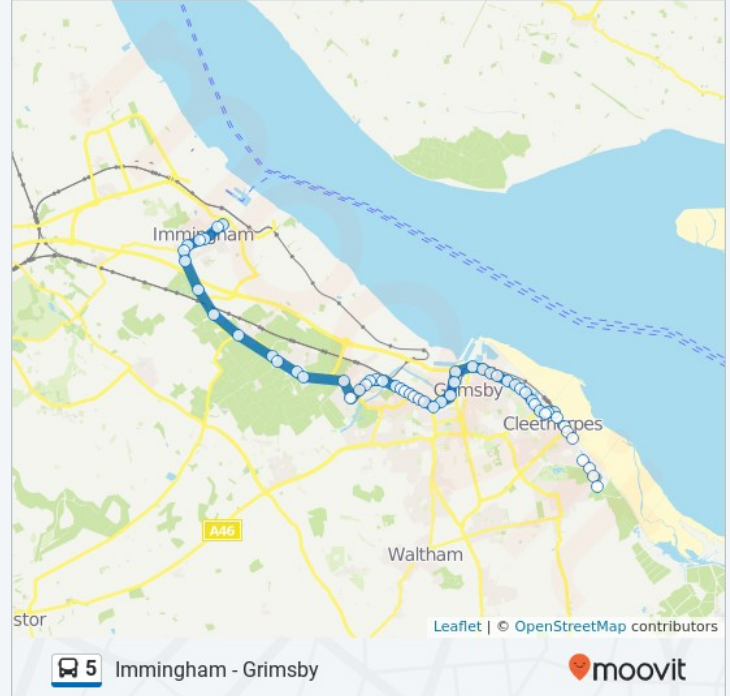 Immingham
Grimsby
Cleethorpes
A46
Waltham
stor
Leaflet | © OpenStreetMap contributors
5 Immingham - Grimsby
moovit